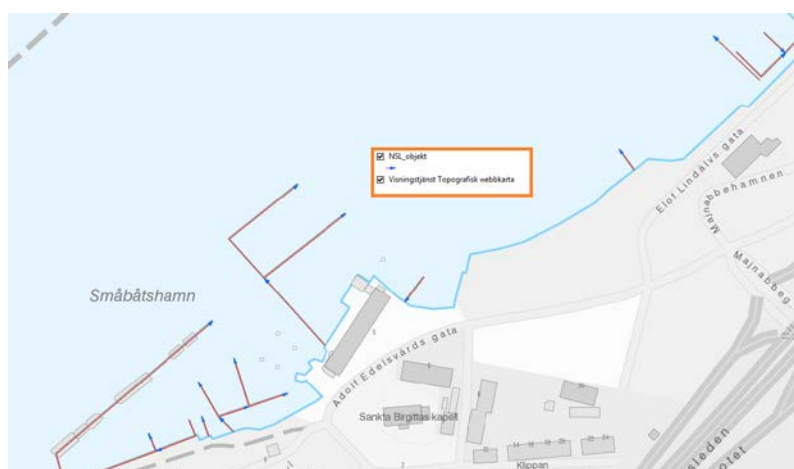 NSL_objekt
Visningstjänst Topografisk webbkarta
Elof Lindälvs gata
Majnabbehamnen
Majnabbeg
Småbåtshamn
Adolf Edelsvärds gata
Sankta Birgittas kapell
Klippan